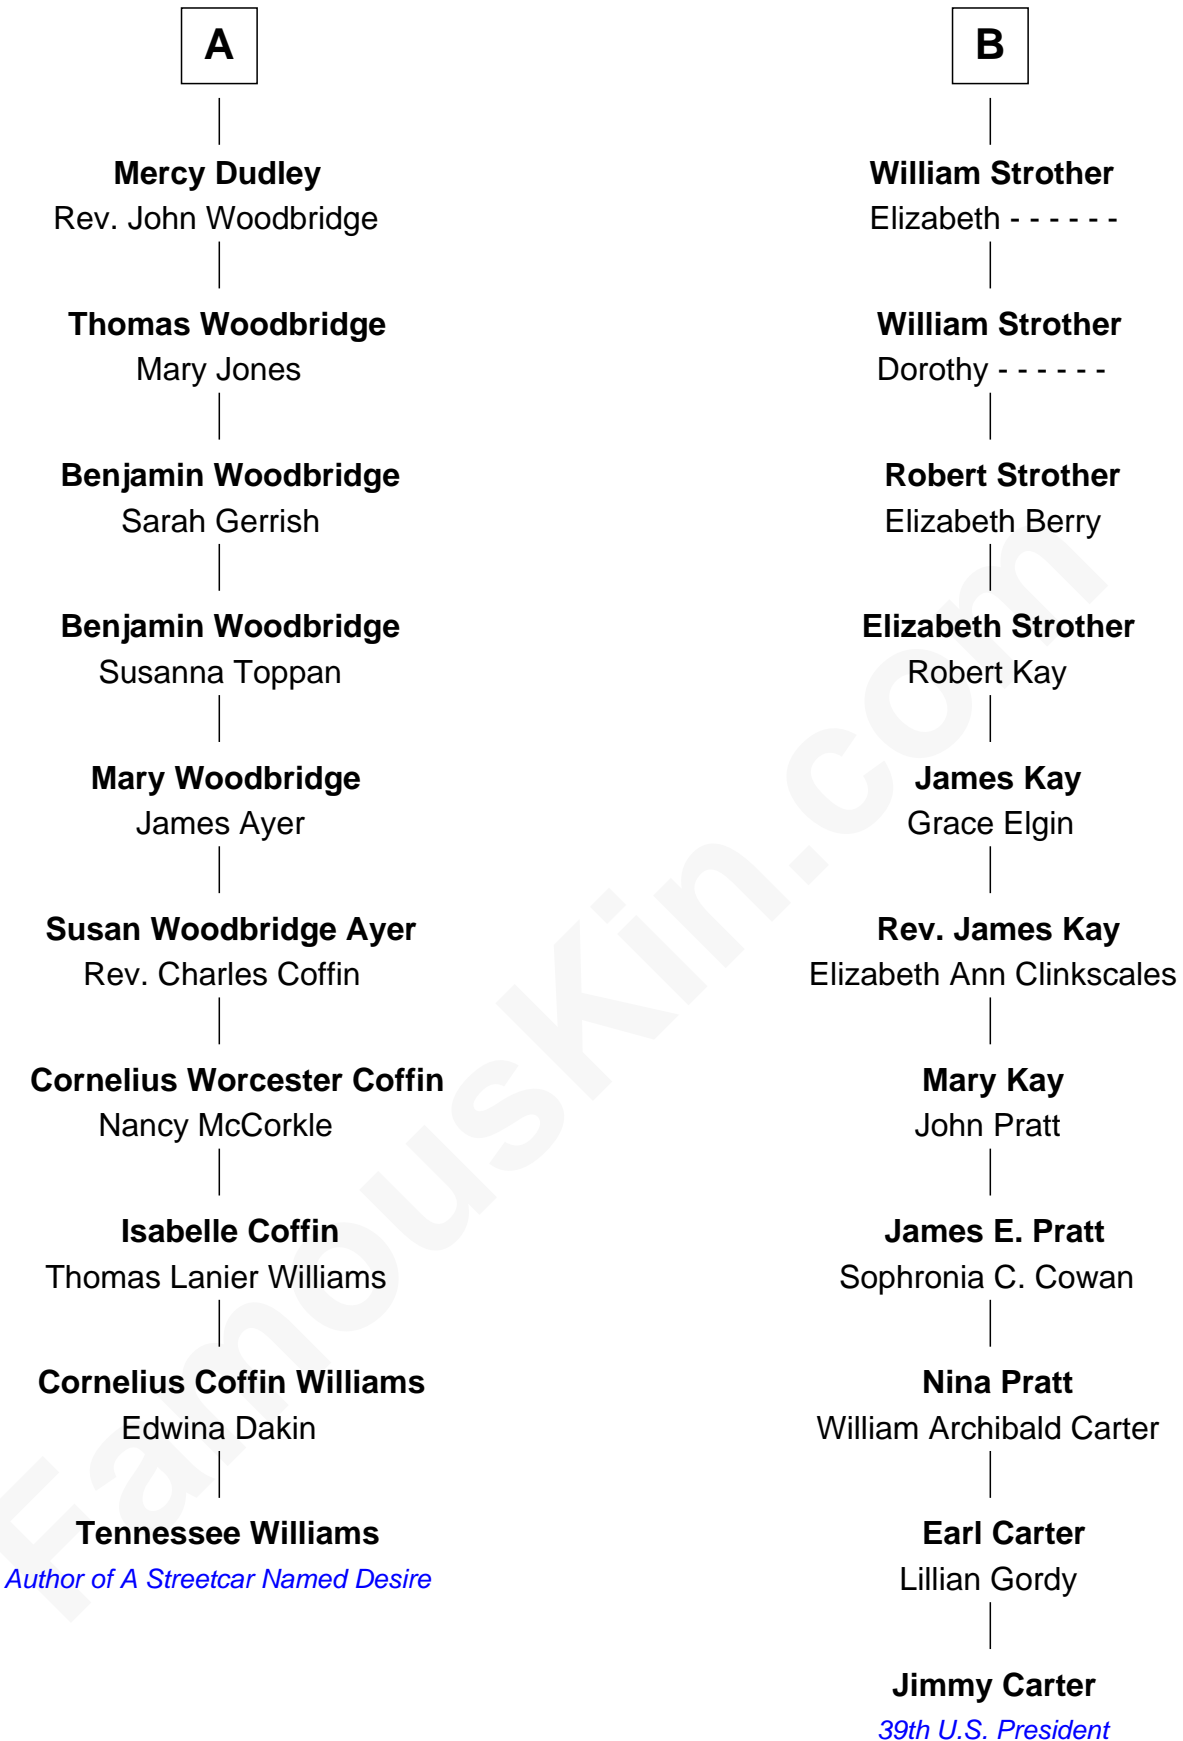 A
Mercy Dudley
Rev. John Woodbridge
Thomas Woodbridge
Mary Jones
Benjamin Woodbridge
Sarah Gerrish
Benjamin Woodbridge
Susanna Toppan
Mary Woodbridge
James Ayer
Susan Woodbridge Ayer
Rev. Charles Coffin
Cornelius Worcester Coffin
Nancy McCorkle
Isabelle Coffin
Thomas Lanier Williams
Cornelius Coffin Williams
Edwina Dakin
Tennessee Williams
Author of A Streetcar Named Desire
B
William Strother
Elizabeth - - - - - -
William Strother
Dorothy - - - - - -
Robert Strother
Elizabeth Berry
Elizabeth Strother
Robert Kay
James Kay
Grace Elgin
Rev. James Kay
Elizabeth Ann Clinkscales
Mary Kay
John Pratt
James E. Pratt
Sophronia C. Cowan
Nina Pratt
William Archibald Carter
Earl Carter
Lillian Gordy
Jimmy Carter
39th U.S. President
FamousKin.com